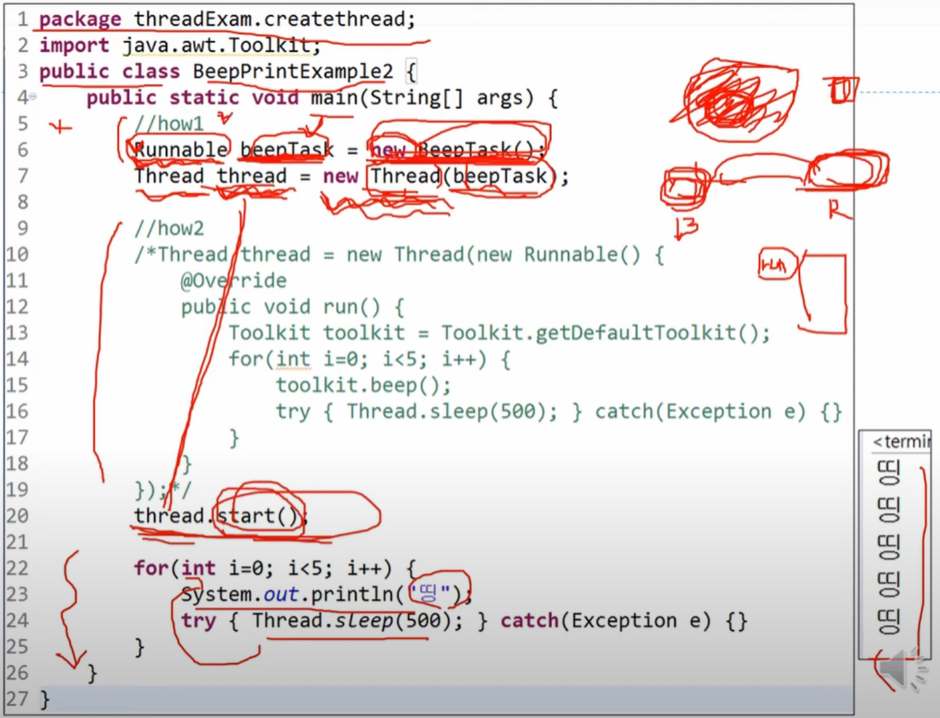 1 package threadExam.createthread;
2 import java.awt.Toolkit;
3 public class BeepPrintExample2 {
4 public static void main(String[] args) {
5 //how1
6 Runnable beepTask = new BeepTask();
7 Thread thread = new Thread(beepTask);
8
9 //how2
10 /*Thread thread = new Thread(new Runnable() {
11 @Override
12 public void run() {
13 Toolkit toolkit = Toolkit.getDefaultToolkit();
14 for(int i=0; i<5; i++) {
15 toolkit.beep();
16 try { Thread.sleep(500); } catch(Exception e) {}
17 }
18 }
19 });*/
20 thread.start();
21
22 for(int i=0; i<5; i++) {
23 System.out.println("띵");
24 try { Thread.sleep(500); } catch(Exception e) {}
25 }
26 }
27 }
R
run
<termin
띵
띵
띵
띵
띵